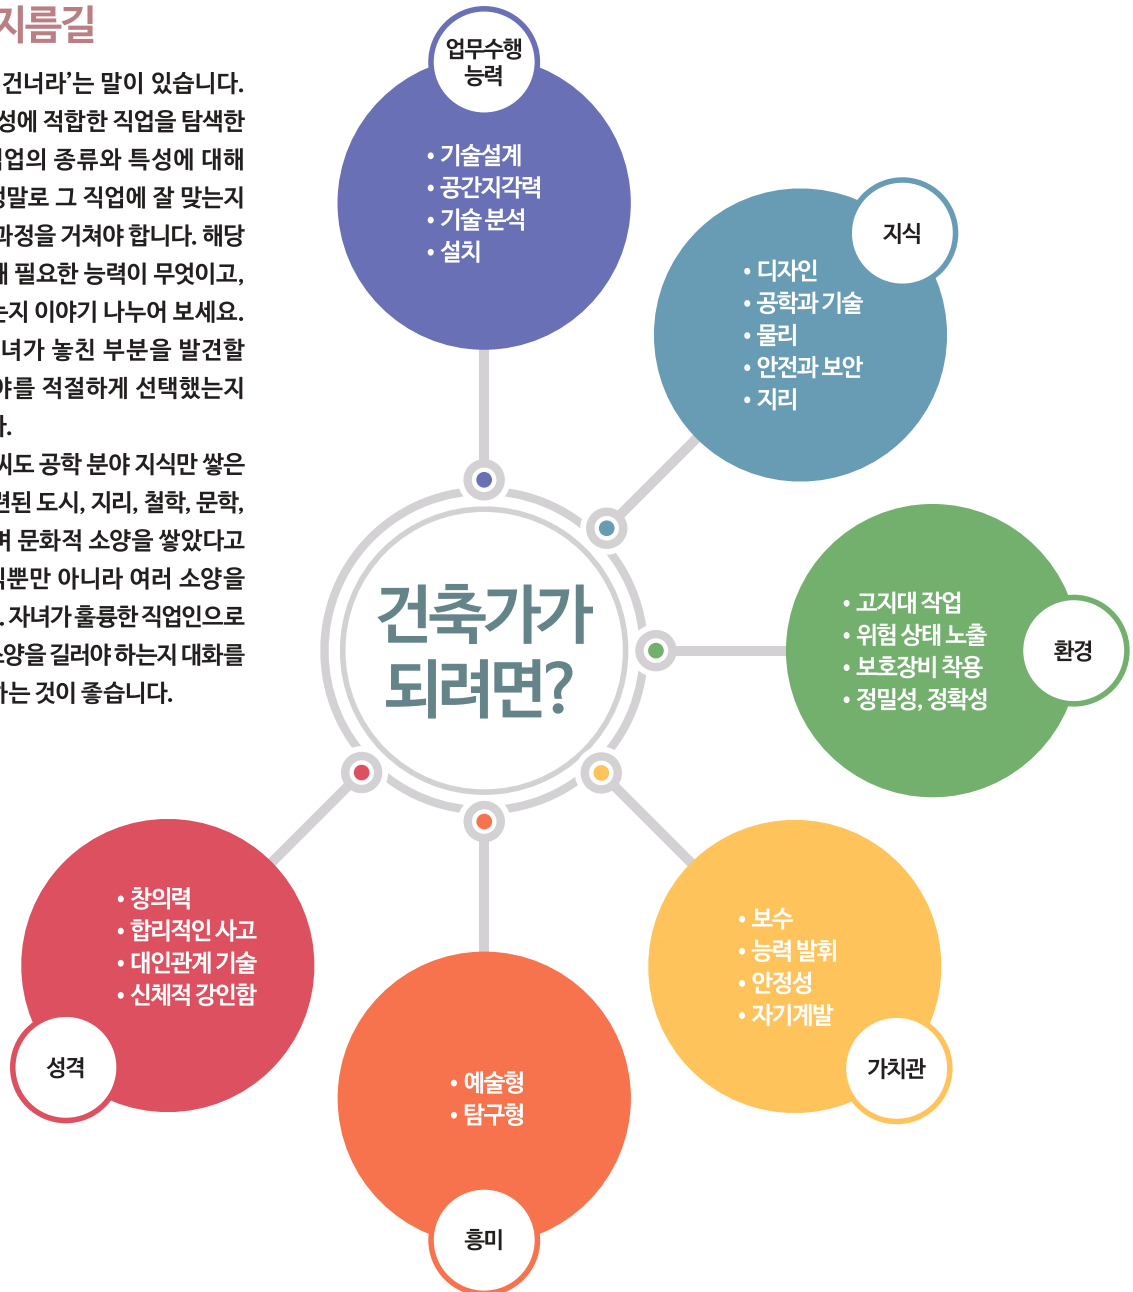 지름길
건너라’는 말이 있습니다.
성에 적합한 직업을 탐색한
직업의 종류와 특성에 대해
정말로 그 직업에 잘 맞는지
과정을 거쳐야 합니다. 해당
해 필요한 능력이 무엇이고,
는지 이야기 나누어 보세요.
녀가 놓친 부분을 발견할
야를 적절하게 선택했는지
다.
씨도 공학 분야 지식만 쌓은
련된 도시, 지리, 철학, 문학,
며 문화적 소양을 쌓았다고
식뿐만 아니라 여러 소양을
. 자녀가 훌륭한 직업인으로
소양을 길러야 하는지 대화를
하는 것이 좋습니다.
건축가가
되려면?
업무수행
능력
• 기술설계
• 공간지각력
• 기술 분석
• 설치
지식
• 디자인
• 공학과 기술
• 물리
• 안전과 보안
• 지리
환경
• 고지대 작업
• 위험 상태 노출
• 보호장비 착용
• 정밀성, 정확성
가치관
• 보수
• 능력 발휘
• 안정성
• 자기계발
흥미
• 예술형
• 탐구형
성격
• 창의력
• 합리적인 사고
• 대인관계 기술
• 신체적 강인함